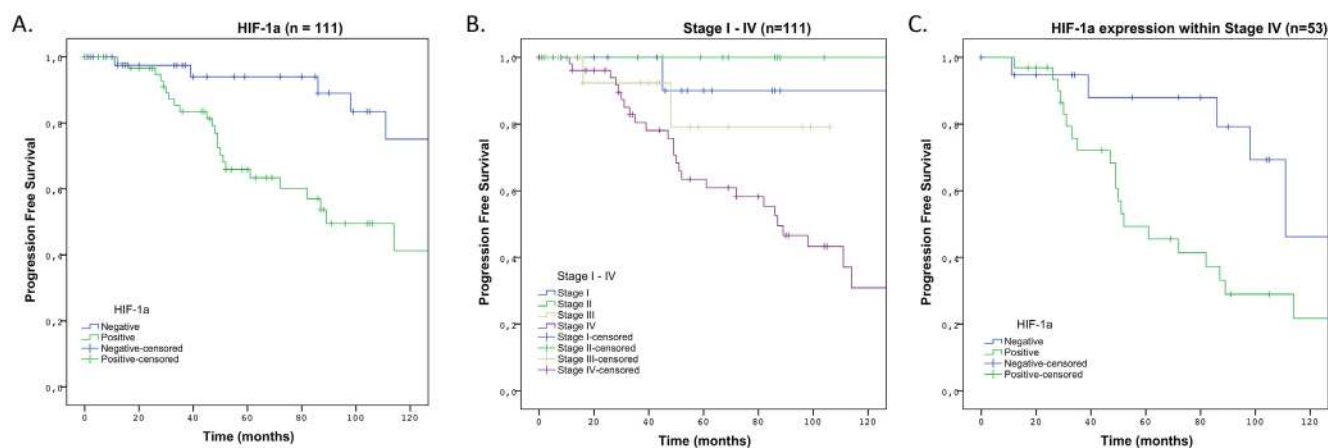 A.
HIF-1a (n = 111)
Progression Free Survival
1,0
0,8
0,6
0,4
0,2
0,0
HIF-1a
Negative
Positive
Negative-censored
Positive-censored
0 20 40 60 80 100 120
Time (months)
B.
Stage I - IV (n=111)
Progression Free Survival
1,0
0,8
0,6
0,4
0,2
0,0
Stage I - IV
Stage I
Stage II
Stage III
Stage IV
Stage I-censored
Stage II-censored
Stage III-censored
Stage IV-censored
0 20 40 60 80 100 120
Time (months)
C.
HIF-1a expression within Stage IV (n=53)
Progression Free Survival
1,0
0,8
0,6
0,4
0,2
0,0
HIF-1a
Negative
Positive
Negative-censored
Positive-censored
0 20 40 60 80 100 120
Time (months)